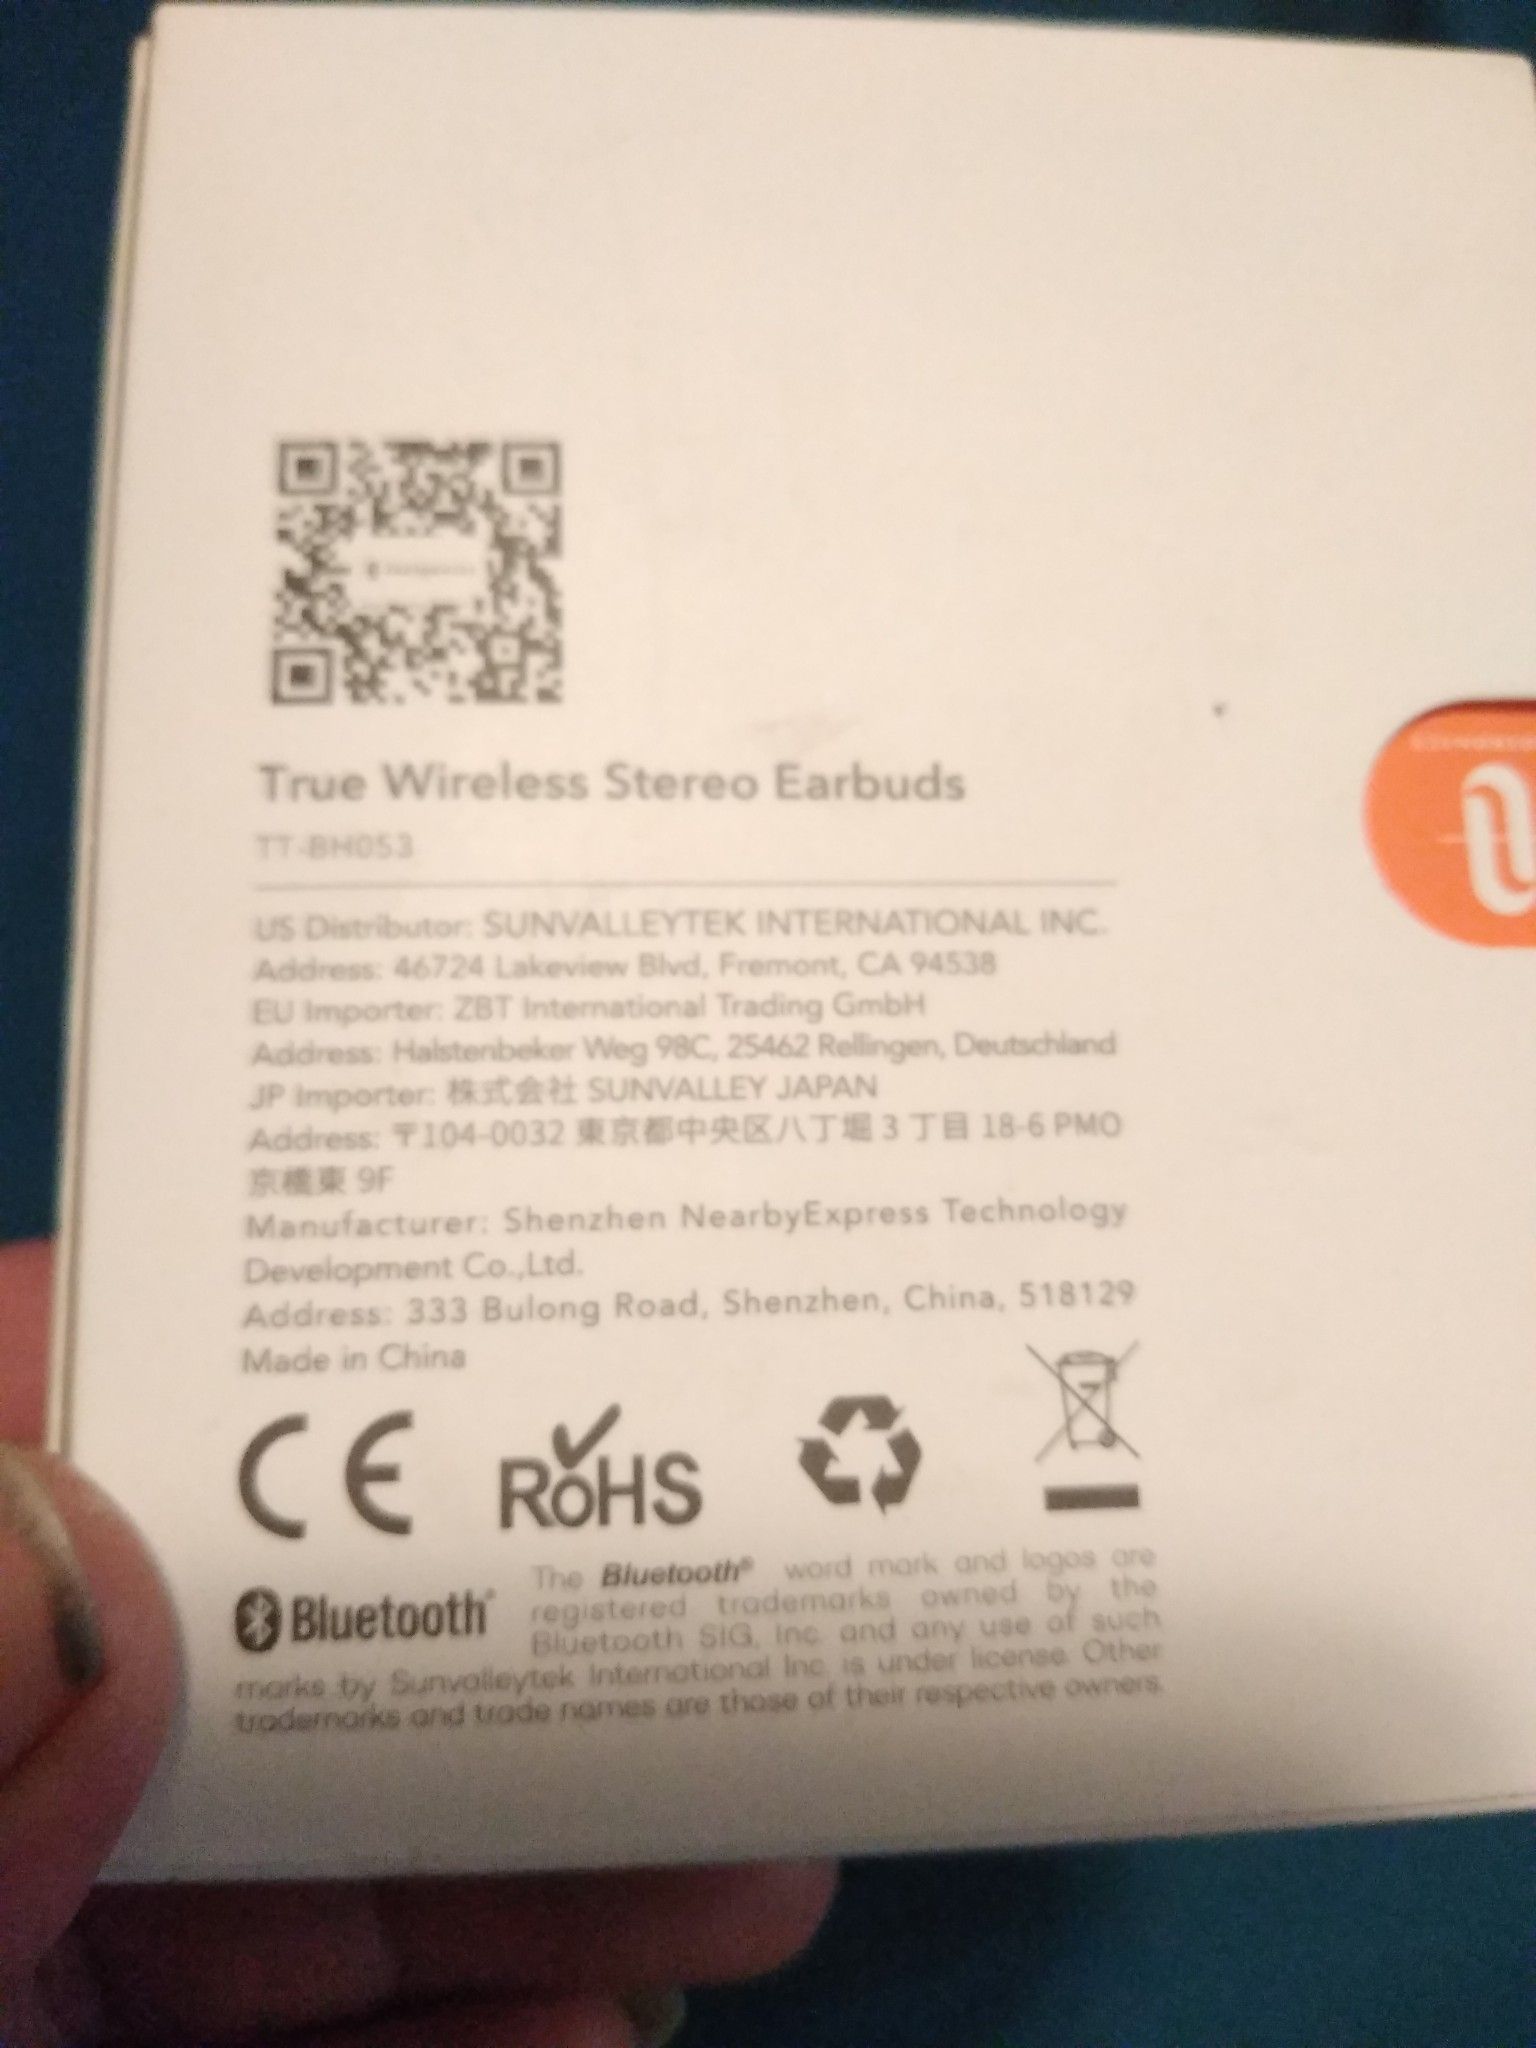 True Wireless Stereo Earbuds
TT-BH053
US Distributor: SUNVALLEYTEK INTERNATIONAL INC.
Address: 46724 Lakeview Blvd, Fremont, CA 94538
EU Importer: ZBT International Trading GmbH
Address: Halstenbeker Weg 98C, 25462 Rellingen, Deutschland
JP Importer: 株式会社 SUNVALLEY JAPAN
Address: 〒104-0032 東京都中央区八丁堀 3 丁目 18-6 PMO
京橋東 9F
Manufacturer: Shenzhen NearbyExpress Technology
Development Co.,Ltd.
Address: 333 Bulong Road, Shenzhen, China, 518129
Made in China
CE RoHS
Bluetooth®
The Bluetooth® word mark and logos are
registered trademarks owned by the
Bluetooth SIG, Inc. and any use of such
marks by Sunvalleytek International Inc. is under license. Other
trademarks and trade names are those of their respective owners.